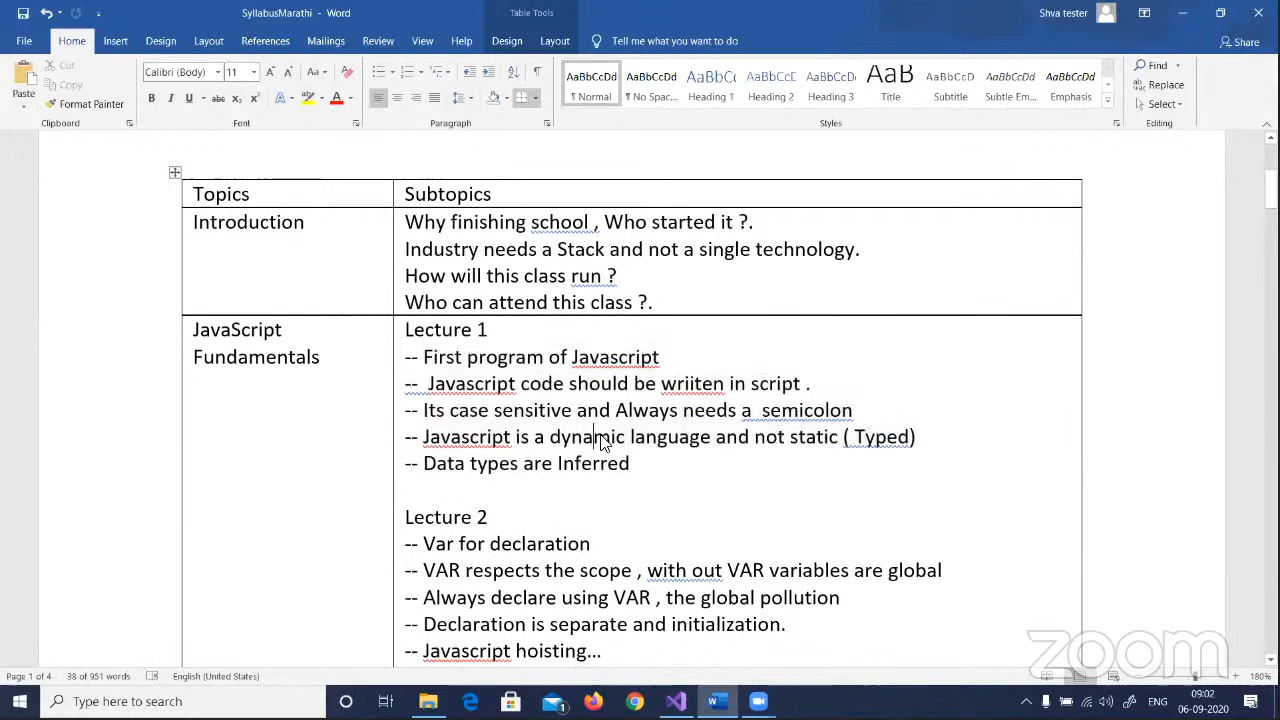 SyllabusMarathi - Word
Table Tools
Shva tester
File Home Insert Design Layout References Mailings Review View Help Design Layout Tell me what you want to do Share
Paste
Cut
Copy
Format Painter
Clipboard
Calibri (Body) 11
Font
Paragraph
AaBbCcDd AaBbCcDd AaBbC( AaBbCcC AaBbCcD AaB AaBbCcD AaBbCcDd AaBbCcDd
¶ Normal ¶ No Spac... Heading 1 Heading 2 Heading 3 Title Subtitle Subtle Em... Emphasis
Styles
Find
Replace
Select
Editing
Topics Subtopics
Introduction Why finishing school , Who started it ?.
Industry needs a Stack and not a single technology.
How will this class run ?
Who can attend this class ?.
JavaScript Lecture 1
Fundamentals -- First program of Javascript
-- Javascript code should be wriiten in script .
-- Its case sensitive and Always needs a semicolon
-- Javascript is a dynamic language and not static ( Typed)
-- Data types are Inferred
Lecture 2
-- Var for declaration
-- VAR respects the scope , with out VAR variables are global
-- Always declare using VAR , the global pollution
-- Declaration is separate and initialization.
-- Javascript hoisting...
zoom
Page 1 of 4 38 of 951 words English (United States) 180%
Type here to search
ENG
09:02
06-09-2020